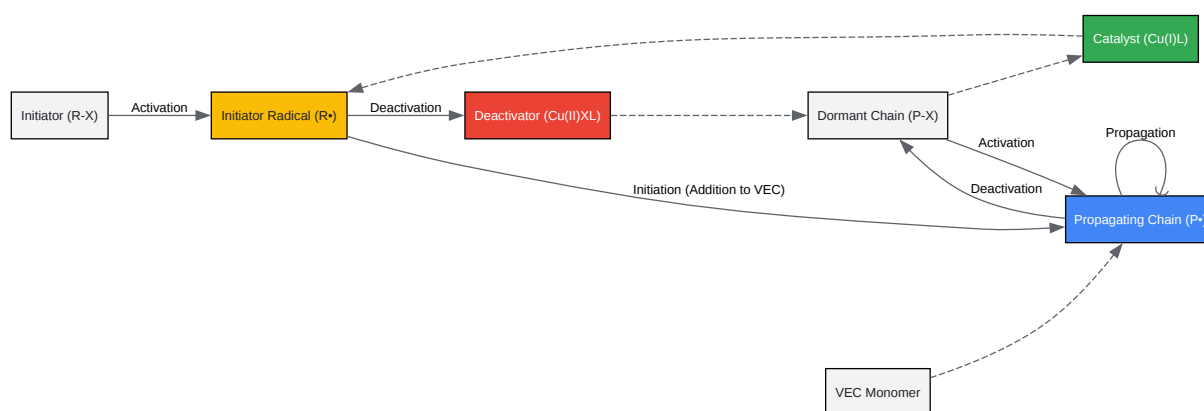 Catalyst (Cu(I)L)
Initiator (R-X)
Activation
Initiator Radical (R•)
Deactivation
Deactivator (Cu(II)XL)
Dormant Chain (P-X)
Activation
Propagation
Deactivation
Initiation (Addition to VEC)
Propagating Chain (P•)
VEC Monomer